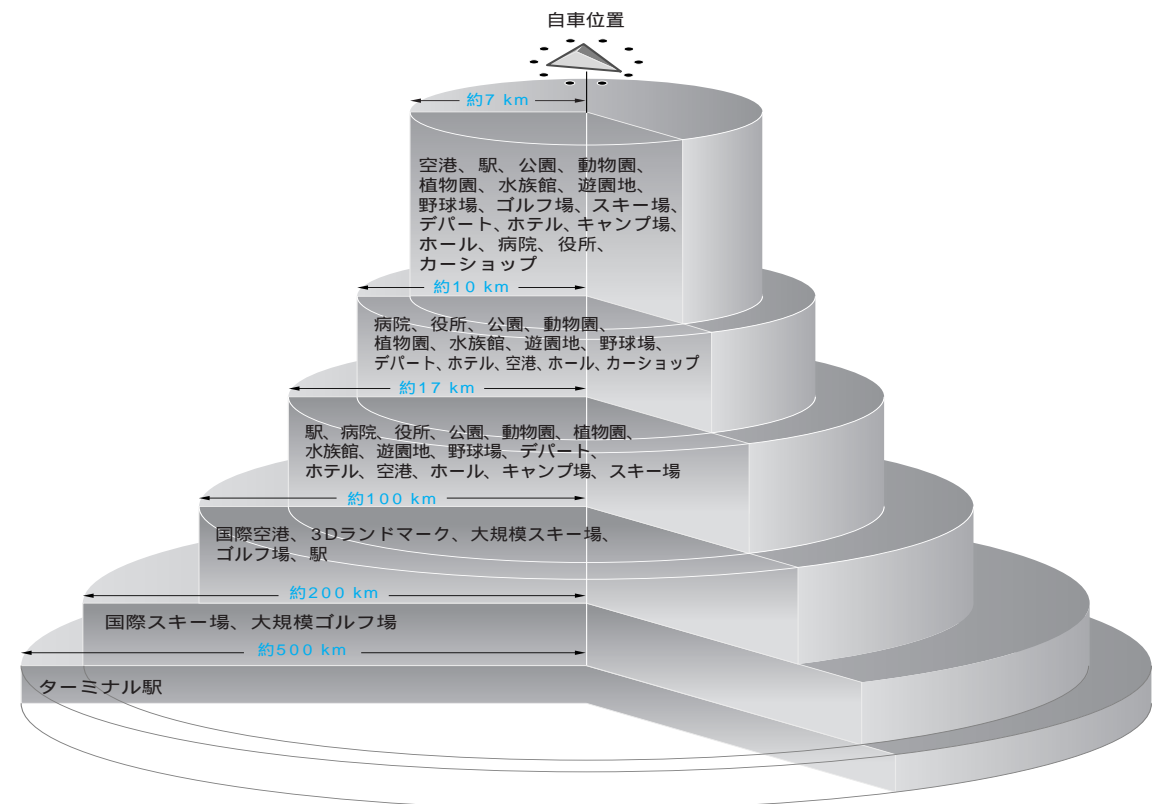 自車位置
約7 km
空港、駅、公園、動物園、
植物園、水族館、遊園地、
野球場、ゴルフ場、スキー場、
デパート、ホテル、キャンプ場、
ホール、病院、役所、
カーショップ
約10 km
病院、役所、公園、動物園、
植物園、水族館、遊園地、野球場、
デパート、ホテル、空港、ホール、カーショップ
約17 km
駅、病院、役所、公園、動物園、植物園、
水族館、遊園地、野球場、デパート、
ホテル、空港、ホール、キャンプ場、スキー場
約100 km
国際空港、3Dランドマーク、大規模スキー場、
ゴルフ場、駅
約200 km
国際スキー場、大規模ゴルフ場
約500 km
ターミナル駅